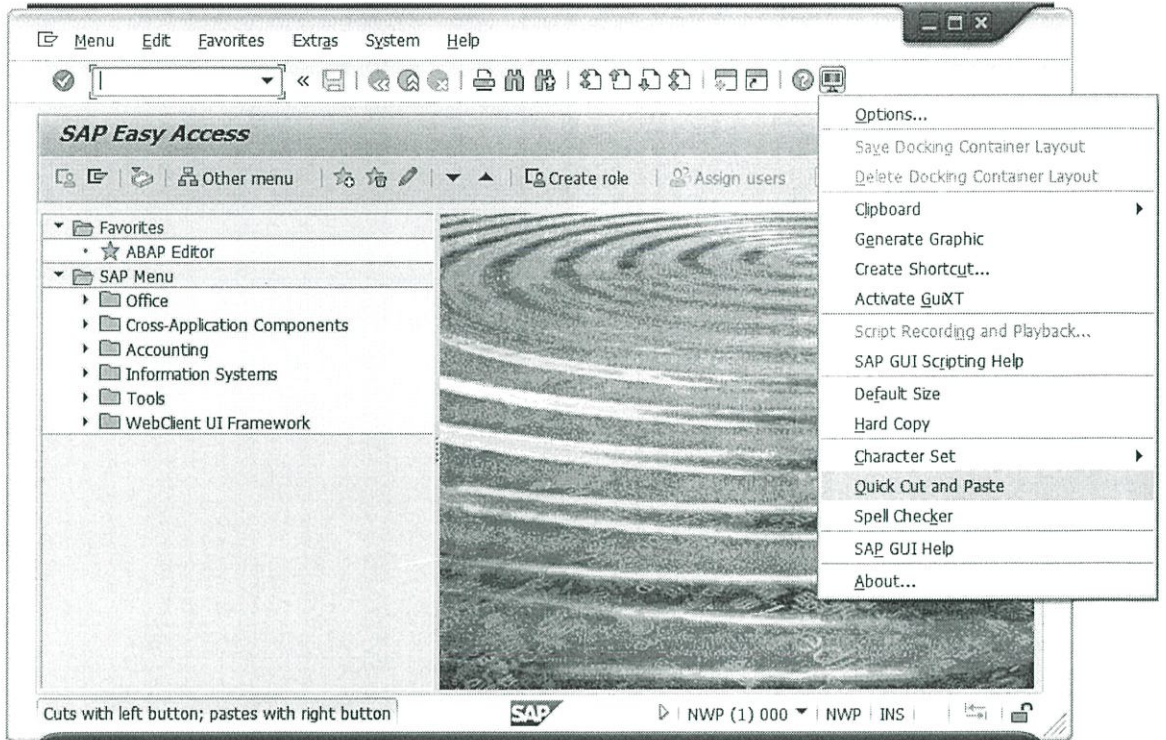 Menu Edit Favorites Extras System Help
SAP Easy Access
Other menu Create role Assign users
Favorites
ABAP Editor
SAP Menu
Office
Cross-Application Components
Accounting
Information Systems
Tools
WebClient UI Framework
Options...
Save Docking Container Layout
Delete Docking Container Layout
Clipboard
Generate Graphic
Create Shortcut...
Activate GuiXT
Script Recording and Playback...
SAP GUI Scripting Help
Default Size
Hard Copy
Character Set
Quick Cut and Paste
Spell Checker
SAP GUI Help
About...
Cuts with left button; pastes with right button SAP NWP (1) 000 NWP INS